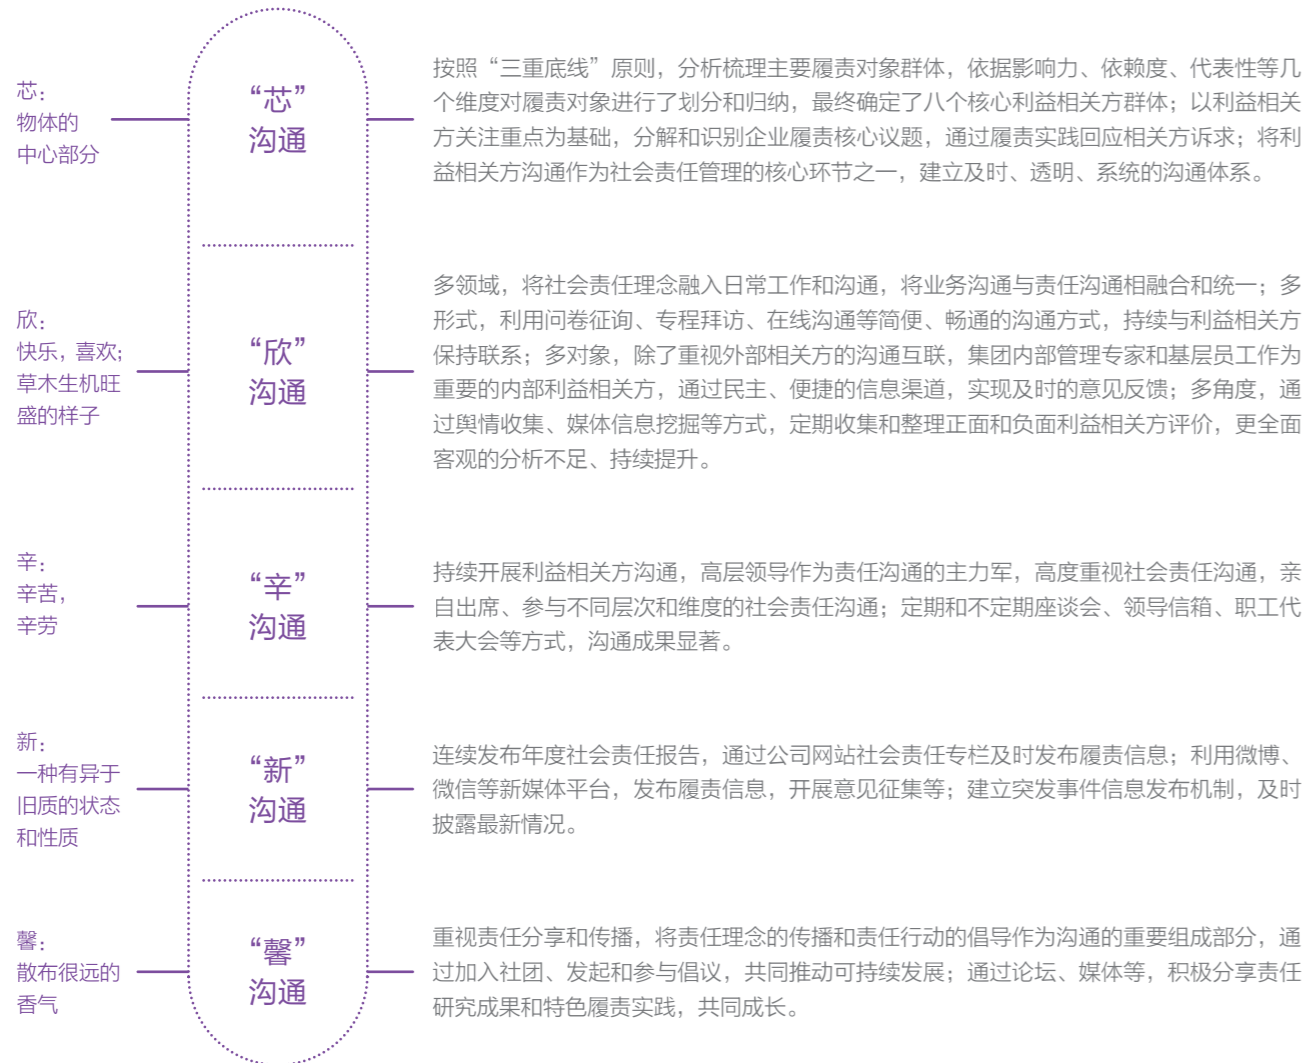 芯：
物体的
中心部分
“芯”
沟通
按照“三重底线”原则，分析梳理主要履责对象群体，依据影响力、依赖度、代表性等几
个维度对履责对象进行了划分和归纳，最终确定了八个核心利益相关方群体；以利益相关
方关注重点为基础，分解和识别企业履责核心议题，通过履责实践回应相关方诉求；将利
益相关方沟通作为社会责任管理的核心环节之一，建立及时、透明、系统的沟通体系。
欣：
快乐，喜欢；
草木生机旺
盛的样子
“欣”
沟通
多领域，将社会责任理念融入日常工作和沟通，将业务沟通与责任沟通相融合和统一；多
形式，利用问卷征询、专程拜访、在线沟通等简便、畅通的沟通方式，持续与利益相关方
保持联系；多对象，除了重视外部相关方的沟通互联，集团内部管理专家和基层员工作为
重要的内部利益相关方，通过民主、便捷的信息渠道，实现及时的意见反馈；多角度，通
过舆情收集、媒体信息挖掘等方式，定期收集和整理正面和负面利益相关方评价，更全面
客观的分析不足、持续提升。
辛：
辛苦，
辛劳
“辛”
沟通
持续开展利益相关方沟通，高层领导作为责任沟通的主力军，高度重视社会责任沟通，亲
自出席、参与不同层次和维度的社会责任沟通；定期和不定期座谈会、领导信箱、职工代
表大会等方式，沟通成果显著。
新：
一种有异于
旧质的状态
和性质
“新”
沟通
连续发布年度社会责任报告，通过公司网站社会责任专栏及时发布履责信息；利用微博、
微信等新媒体平台，发布履责信息，开展意见征集等；建立突发事件信息发布机制，及时
披露最新情况。
馨：
散布很远的
香气
“馨”
沟通
重视责任分享和传播，将责任理念的传播和责任行动的倡导作为沟通的重要组成部分，通
过加入社团、发起和参与倡议，共同推动可持续发展；通过论坛、媒体等，积极分享责任
研究成果和特色履责实践，共同成长。